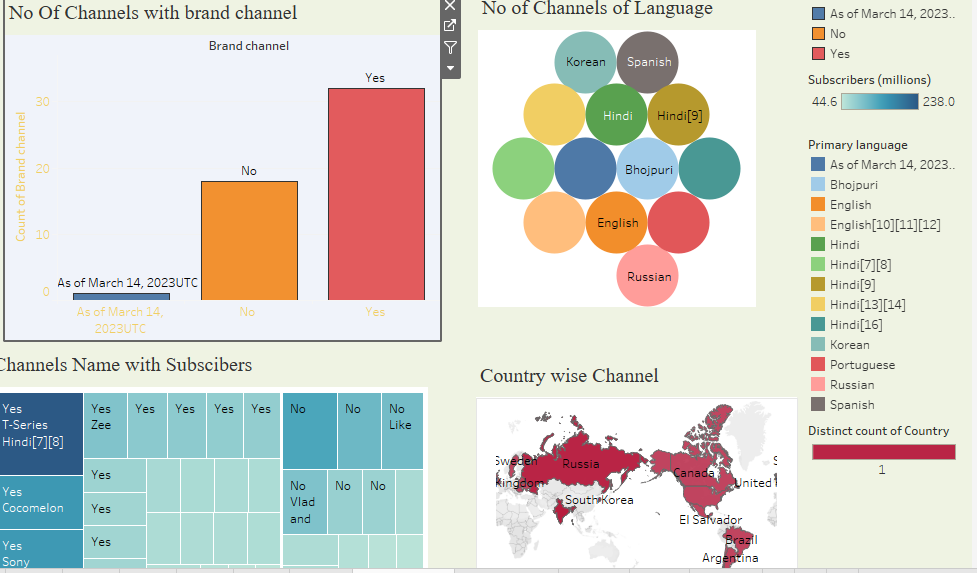 No Of Channels with brand channel
Brand channel
Count of Brand channel
30
20
10
0
As of March 14, 2023UTC
No
Yes
As of March 14,
2023UTC
No
Yes
No of Channels of Language
Korean
Spanish
Hindi
Hindi[9]
Bhojpuri
English
Russian
As of March 14, 2023..
No
Yes
Subscribers (millions)
44.6
238.0
Primary language
As of March 14, 2023..
Bhojpuri
English
English[10][11][12]
Hindi
Hindi[7][8]
Hindi[9]
Hindi[13][14]
Hindi[16]
Korean
Portuguese
Russian
Spanish
Distinct count of Country
1
Channels Name with Subscibers
Yes
T-Series
Hindi[7][8]
Yes
Cocomelon
Yes
Sony
Yes
Zee
Yes
Yes
Yes
Yes
Yes
Yes
Yes
No
No
No
Like
No
Vlad
and
No
No
Country wise Channel
Sweden
Kingdom
Russia
South Korea
Canada
United
S
El Salvador
Brazil
Argentina